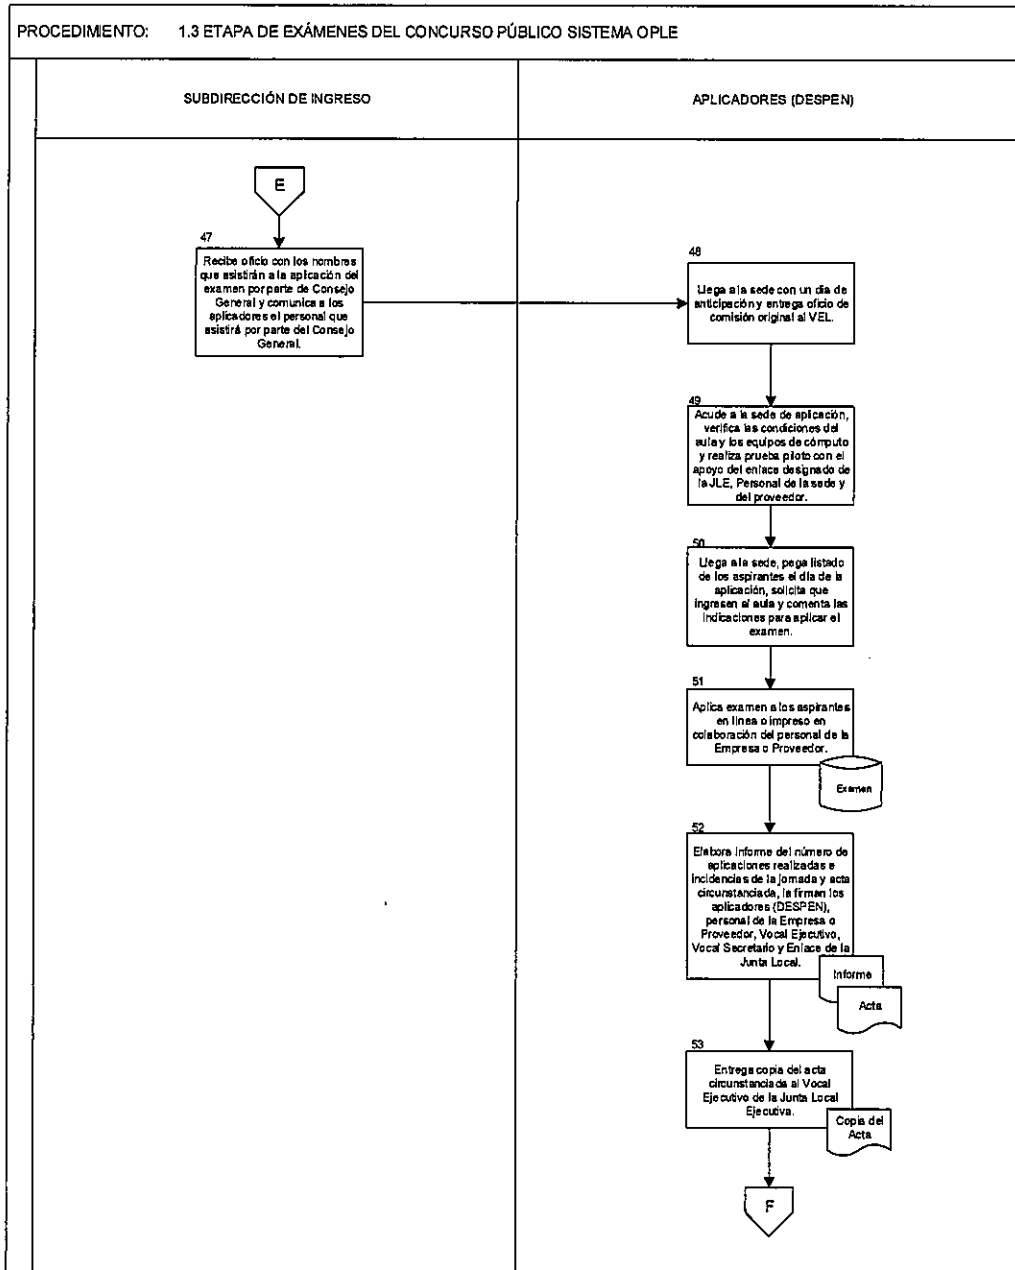 PROCEDIMIENTO: 1.3 ETAPA DE EXÁMENES DEL CONCURSO PÚBLICO SISTEMA OPLE
SUBDIRECCIÓN DE INGRESO
APLICADORES (DESPEN)
E
47
Recibe oficio con los nombres
que asistirán a la aplicación del
examen por parte de Consejo
General y comunica a los
aplicadores el personal que
asistirá por parte del Consejo
General.
48
Llega a la sede con un día de
anticipación y entrega oficio de
comisión original al VEL.
49
Acude a la sede de aplicación,
verifica las condiciones del
aula y los equipos de cómputo
y realiza prueba piloto con el
apoyo del enlace designado de
la JLE, Personal de la sede y
del proveedor.
50
Llega a la sede, pega listado
de los aspirantes el día de la
aplicación, solicita que
ingresen al aula y comenta las
indicaciones para aplicar el
examen.
51
Aplica examen a los aspirantes
en línea o impreso en
colaboración del personal de la
Empresa o Proveedor.
Examen
52
Elabora informe del número de
aplicaciones realizadas e
incidencias de la jornada y acta
circunstanciada, la firman los
aplicadores (DESPEN),
personal de la Empresa o
Proveedor, Vocal Ejecutivo,
Vocal Secretario y Enlace de la
Junta Local.
Informe
Acta
53
Entrega copia del acta
circunstanciada al Vocal
Ejecutivo de la Junta Local
Ejecutiva.
Copia del
Acta
F